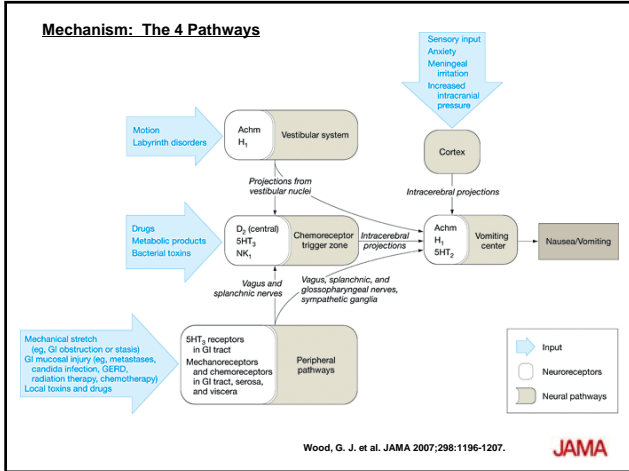 Mechanism: The 4 Pathways
Sensory input
Anxiety
Meningeal
irritation
Increased
intracranial
pressure
Motion
Labyrinth disorders
Achm
H1
Vestibular system
Cortex
Projections from
vestibular nuclei
Intracerebral projections
Drugs
Metabolic products
Bacterial toxins
D2 (central)
5HT3
NK1
Chemoreceptor
trigger zone
Intracerebral
projections
Achm
H1
5HT2
Vomiting
center
Nausea/Vomiting
Vagus and
splanchnic nerves
Vagus, splanchnic, and
glossopharyngeal nerves,
sympathetic ganglia
Mechanical stretch
(eg, GI obstruction or stasis)
GI mucosal injury (eg, metastases,
candida infection, GERD,
radiation therapy, chemotherapy)
Local toxins and drugs
5HT3 receptors
in GI tract
Mechanoreceptors
and chemoreceptors
in GI tract, serosa,
and viscera
Peripheral
pathways
Input
Neuroreceptors
Neural pathways
Wood, G. J. et al. JAMA 2007;298:1196-1207.
JAMA